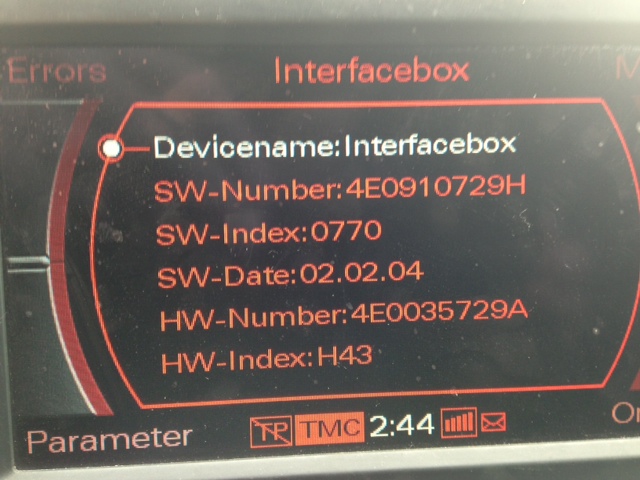 Errors Interfacebox
Devicename:Interfacebox
SW-Number:4E0910729H
SW-Index:0770
SW-Date:02.02.04
HW-Number:4E0035729A
HW-Index:H43
Parameter TP TMC 2:44